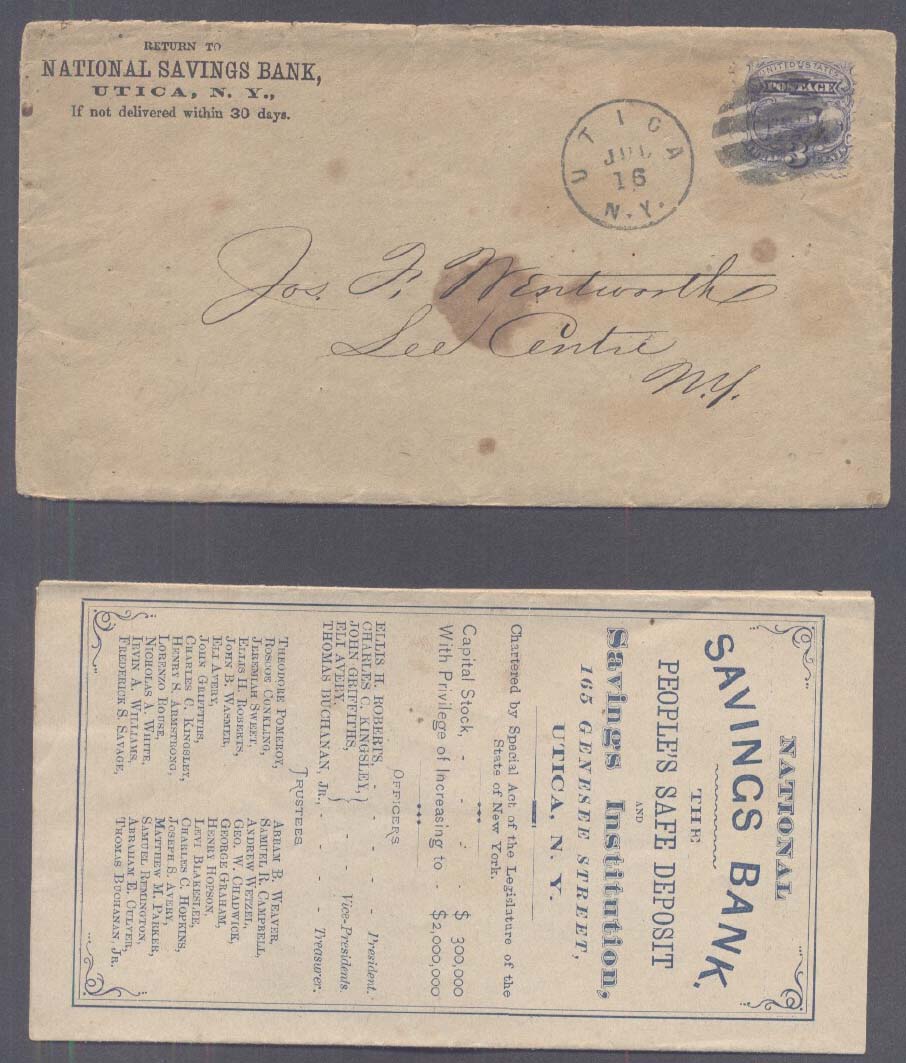 RETURN TO
NATIONAL SAVINGS BANK,
UTICA, N. Y.,
If not delivered within 30 days.
UNITED STATES
POSTAGE
3
UTICA
JUL
16
N.Y.
Jos. F. Wentworth
Lee Centre
N.Y.
NATIONAL
SAVINGS BANK.
THE
PEOPLE'S SAFE DEPOSIT
AND
Savings Institution,
165 GENESEE STREET,
UTICA, N. Y.
Chartered by Special Act of the Legislature of the
State of New York.
Capital Stock, - - - - $ 300,000
With Privilege of Increasing to - $2,000,000
OFFICERS
ELLIS H. ROBERTS, - - - President.
CHARLES C. KINGSLEY, }
JOHN GRIFFITHS, } - - Vice-Presidents.
ELI AVERY, }
THOMAS BUCHANAN, JR., - - - Treasurer.
TRUSTEES
THEODORE POMEROY, ABRAM B. WEAVER,
ROSCOE CONKLING, SAMUEL R. CAMPBELL,
JEREMIAH SWEET, ANDREW WETZEL,
ELLIS H. ROBERTS, GEO. W. CHADWICK,
JOHN B. WASMER, GEORGE GRAHAM,
ELI AVERY, HENRY HOPSON,
JOHN GRIFFITHS, LEVI BLAKESLEE,
CHARLES C. KINGSLEY, CHARLES C. HOPKINS,
HENRY S. ARMSTRONG, JOSEPH S. AVERY,
LORENZO ROUSE, MATTHEW M. PARKER,
NICHOLAS A. WHITE, SAMUEL REMINGTON,
IRVIN A. WILLIAMS, ABRAHAM E. CULVER,
FREDERICK S. SAVAGE, THOMAS BUCHANAN, JR.